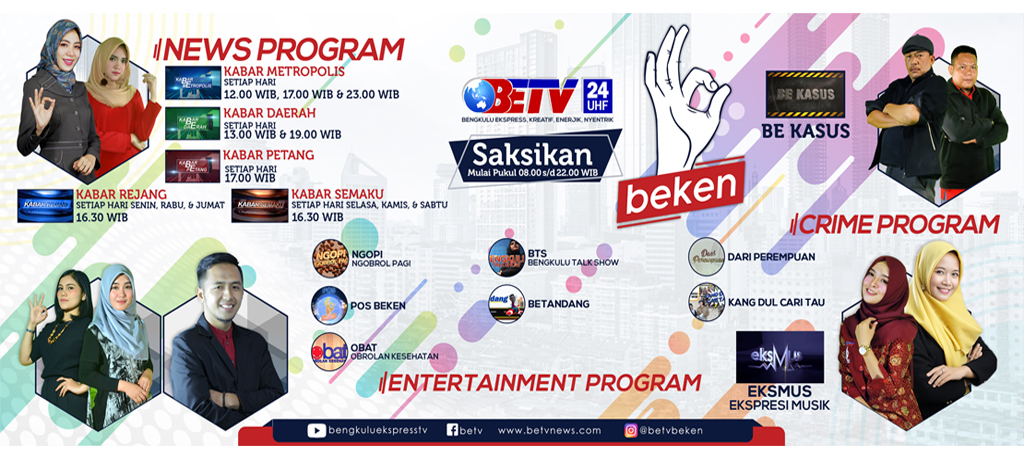 NEWS PROGRAM
KABAR METROPOLIS
SETIAP HARI
12.00 WIB, 17.00 WIB & 23.00 WIB
KABAR DAERAH
SETIAP HARI
13.00 WIB & 19.00 WIB
KABAR PETANG
SETIAP HARI
17.00 WIB
KABAR REJANG
SETIAP HARI SENIN, RABU, & JUMAT
16.30 WIB
KABAR SEMAKU
SETIAP HARI SELASA, KAMIS, & SABTU
16.30 WIB
BETV 24 UHF
BENGKULU EKSPRESS, KREATIF, ENERJIK, NYENTRIK
Saksikan
Mulai Pukul 08.00 s/d 22.00 WIB
beken
BE KASUS
BE KASUS
CRIME PROGRAM
NGOPI
NGOBROL PAGI
BTS
BENGKULU TALK SHOW
DARI PEREMPUAN
POS BEKEN
BETANDANG
KANG DUL CARI TAU
OBAT
OBROLAN KESEHATAN
ENTERTAINMENT PROGRAM
EKSMUS
EKSPRESI MUSIK
bengkuluekspresstv
betv
www.betvnews.com
@betvbeken